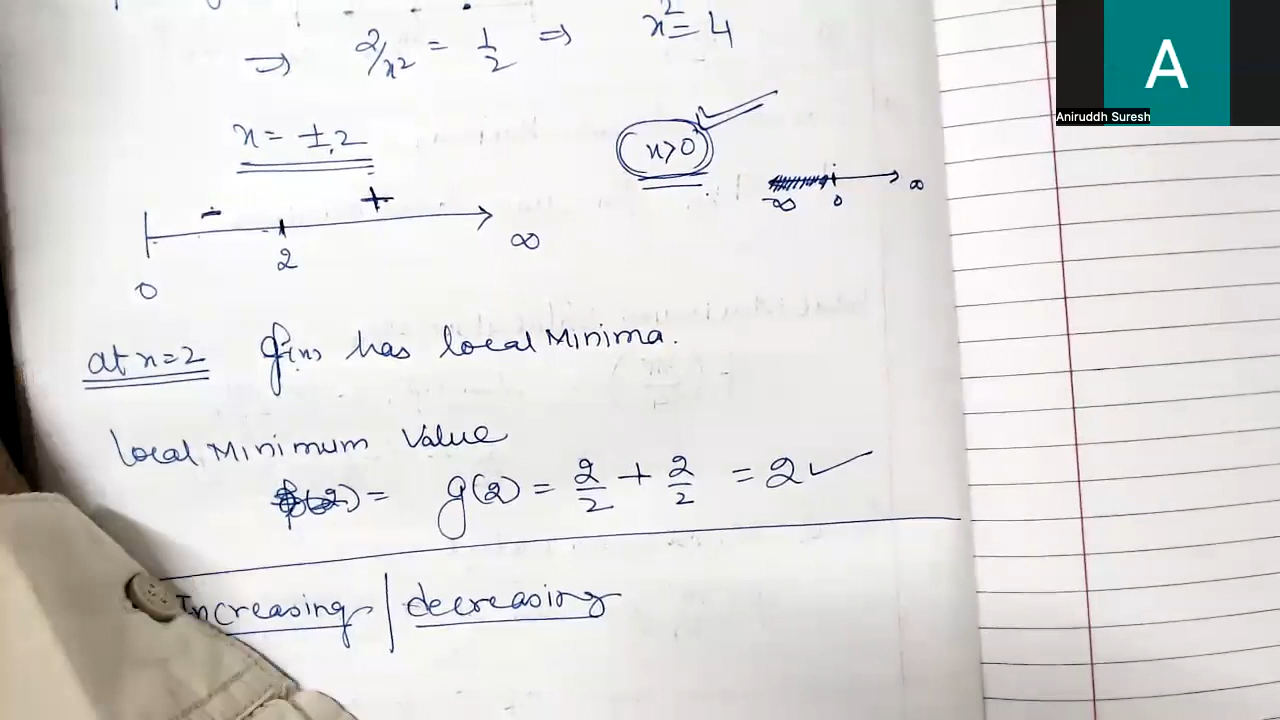 ⇒ 2/x² = 1/2 ⇒ x² = 4
x = ±2
x>0
- +
0 2 ∞
-∞ 0 ∞
at x=2 g(x) has local Minima.
Local Minimum Value
= g(2) = 2/2 + 2/2 = 2 ✓
Increasing / decreasing
A
Aniruddh Suresh